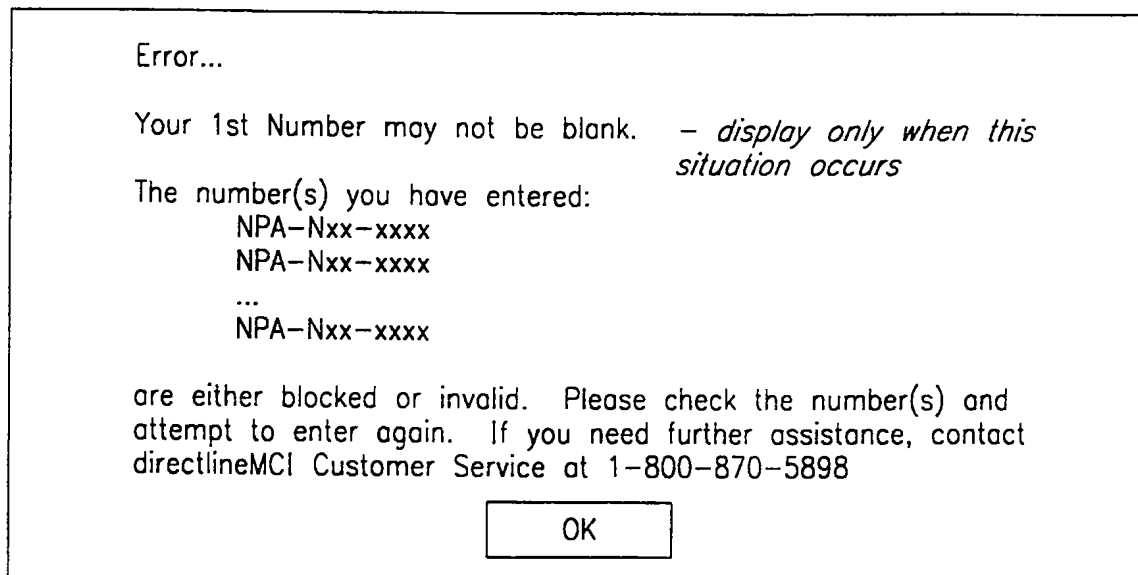 Error...
Your 1st Number may not be blank. – display only when this
situation occurs
The number(s) you have entered:
NPA–Nxx–xxxx
NPA–Nxx–xxxx
...
NPA–Nxx–xxxx
are either blocked or invalid. Please check the number(s) and
attempt to enter again. If you need further assistance, contact
directlineMCI Customer Service at 1–800–870–5898
OK